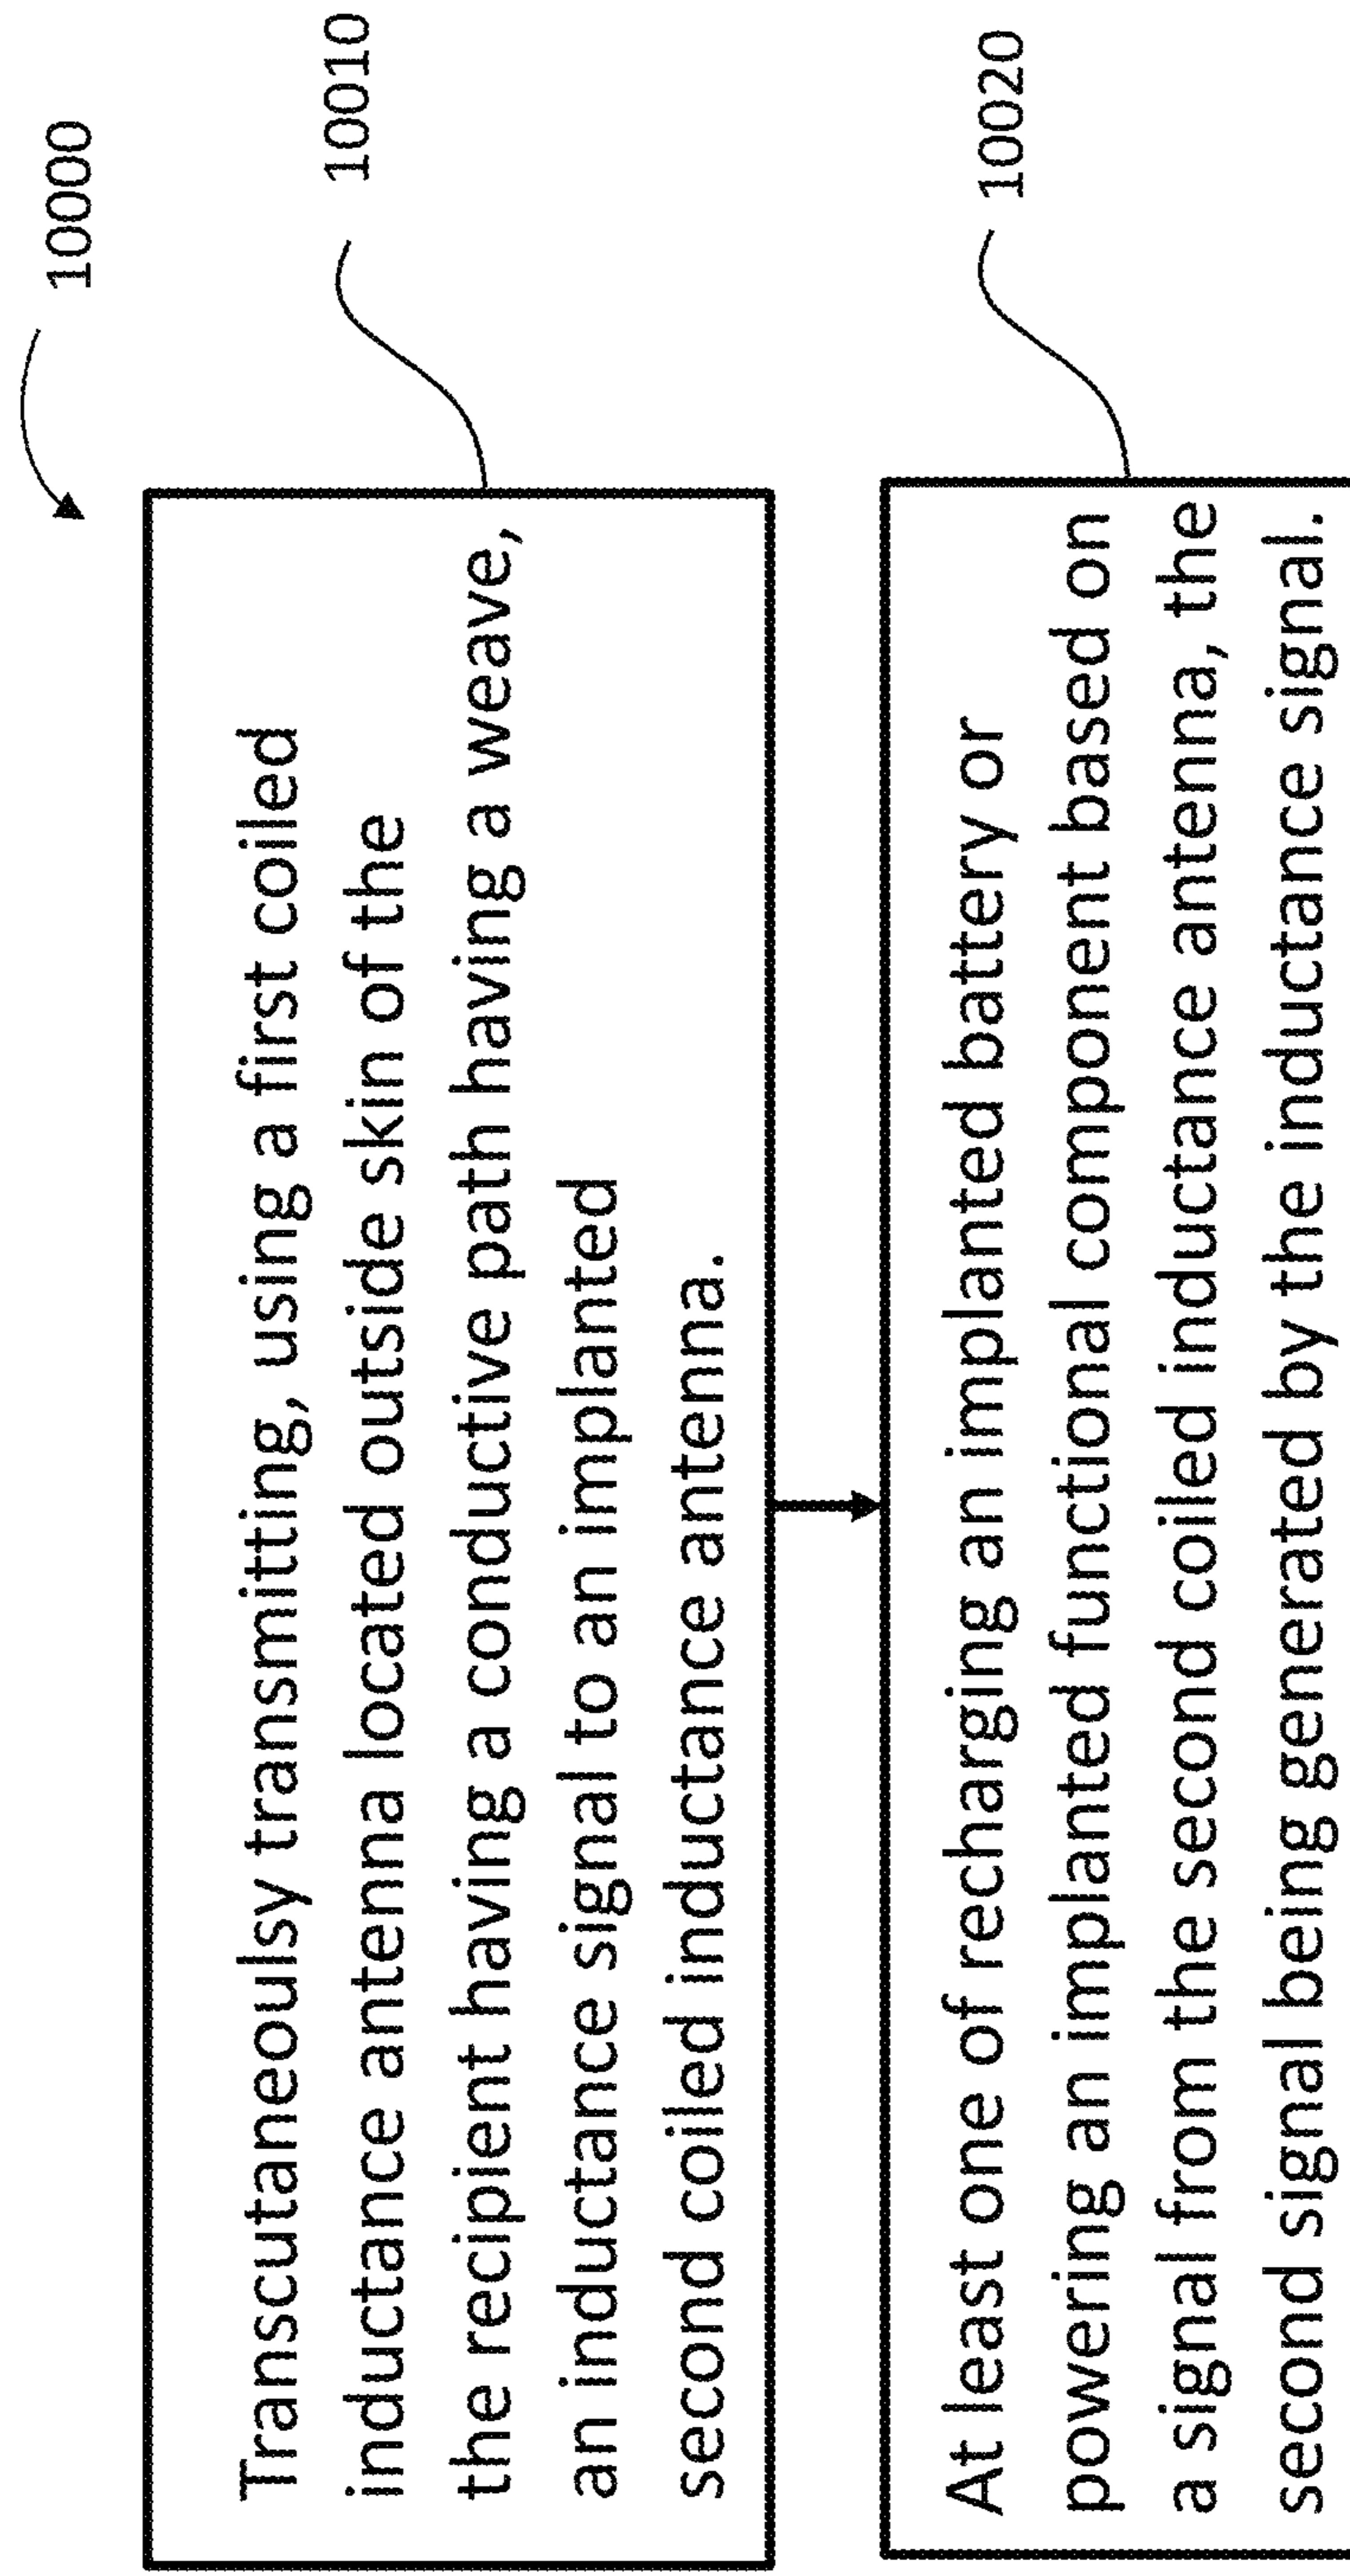 10000
10010
Transcutaneoulsy transmitting, using a first coiled
inductance antenna located outside skin of the
the recipient having a conductive path having a weave,
an inductance signal to an implanted
second coiled inductance antenna.
10020
At least one of recharging an implanted battery or
powering an implanted functional component based on
a signal from the second coiled inductance antenna, the
second signal being generated by the inductance signal.